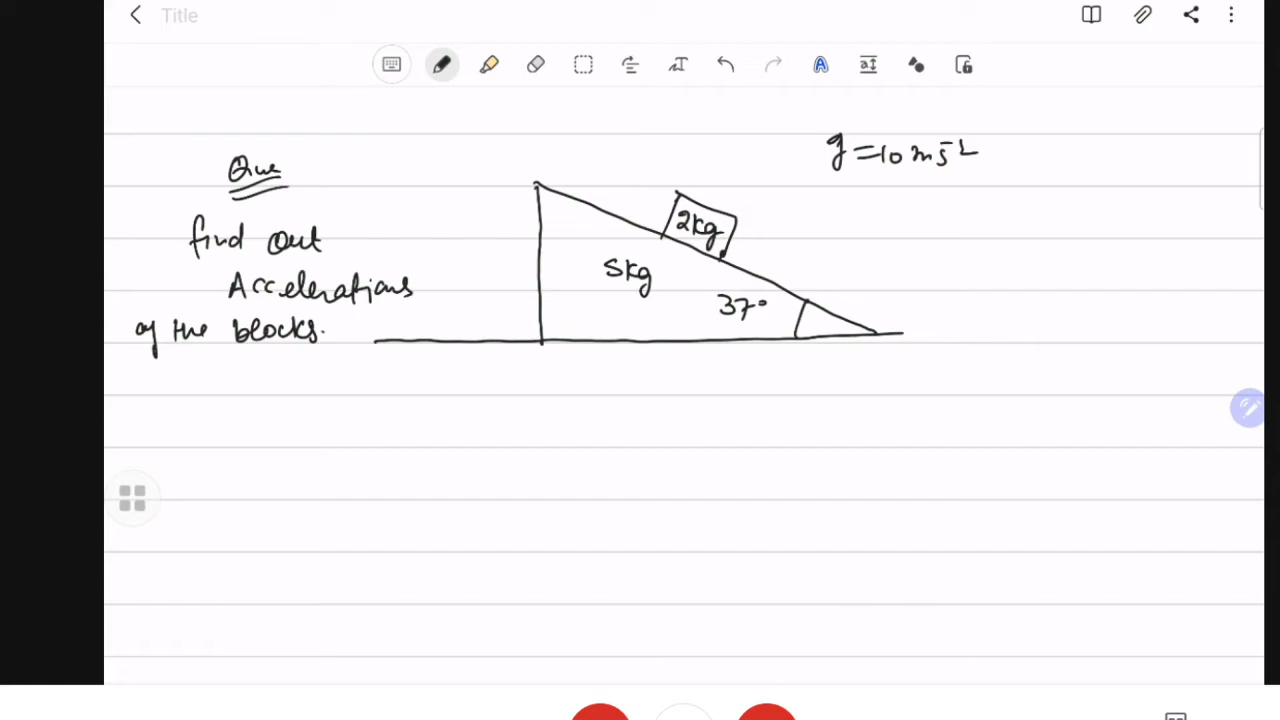 Title
Que
g = 10 ms⁻²
find out
Accelerations
of the blocks.
2kg
5kg
37°